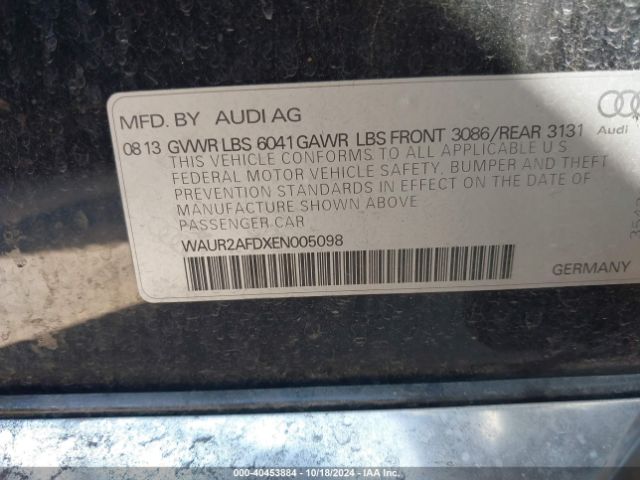 MFD. BY AUDI AG
08 13 GVWR LBS 6041 GAWR LBS FRONT 3086/REAR 3131
THIS VEHICLE CONFORMS TO ALL APPLICABLE U S
FEDERAL MOTOR VEHICLE SAFETY, BUMPER AND THEFT
PREVENTION STANDARDS IN EFFECT ON THE DATE OF
MANUFACTURE SHOWN ABOVE
PASSENGER CAR
WAUR2AFDXEN005098
Audi
GERMANY
000-40453884 | 10/18/2024 | IAA Inc.